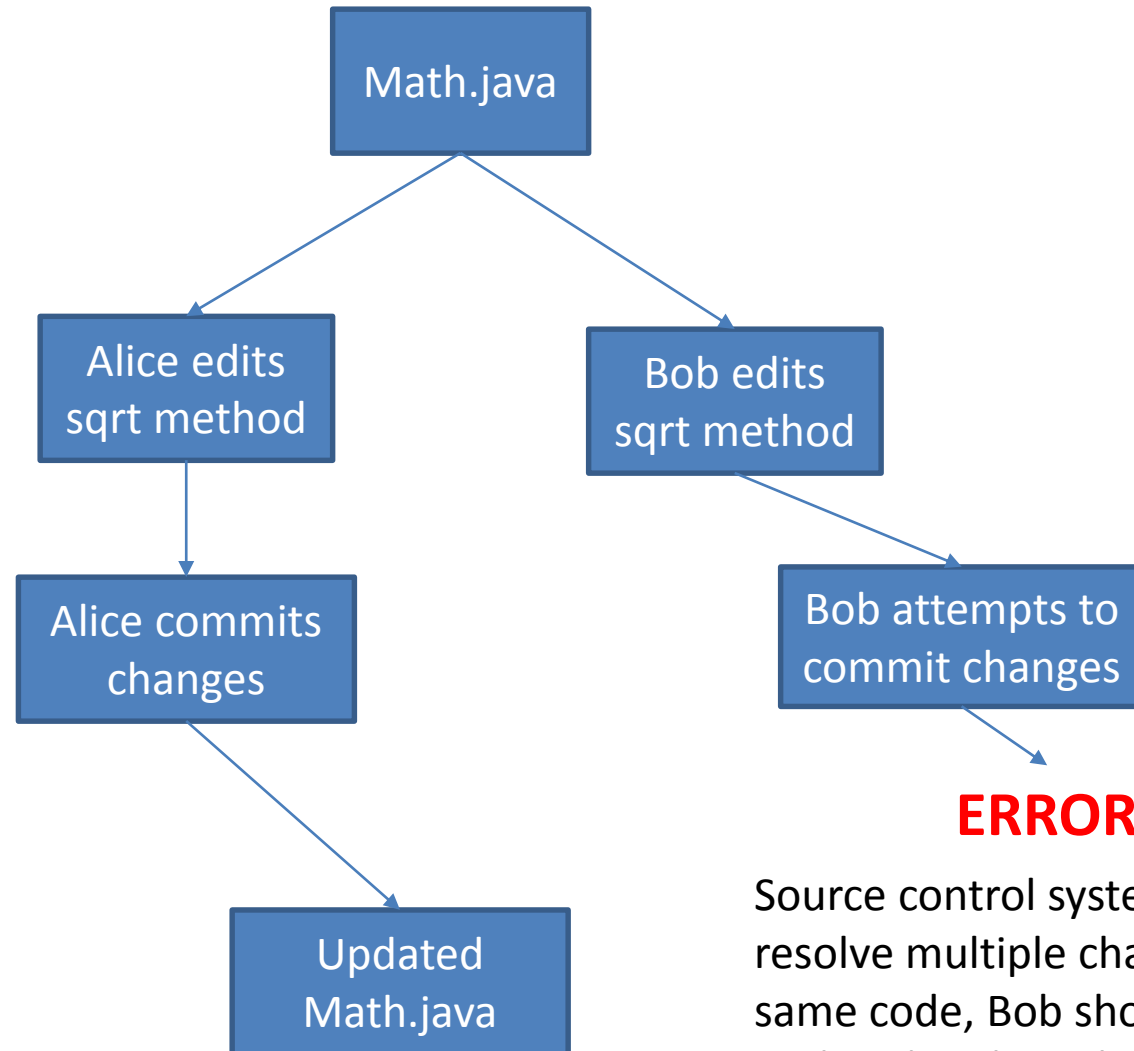 Math.java
Alice edits
sqrt method
Bob edits
sqrt method
Alice commits
changes
Bob attempts to
commit changes
ERROR
Source control
resolve multiple
same code, Bob
Updated
Math.java